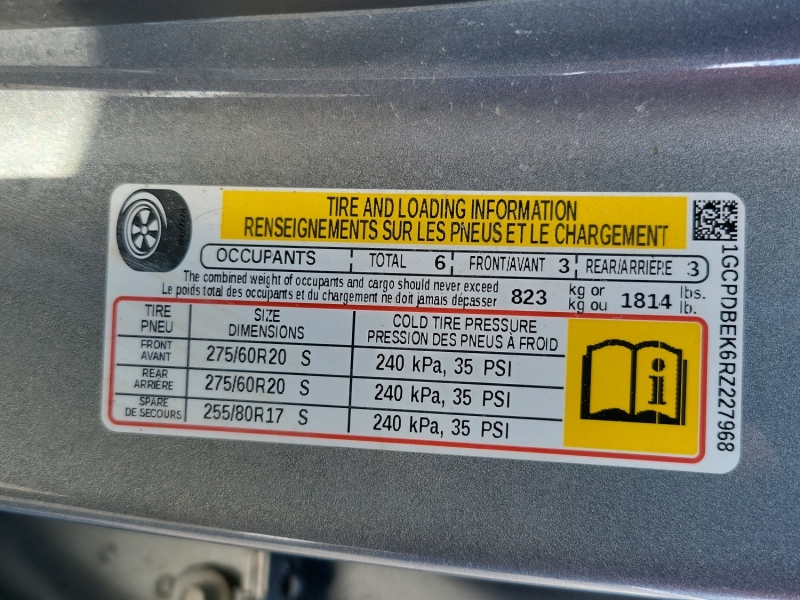 TIRE AND LOADING INFORMATION
RENSEIGNEMENTS SUR LES PNEUS ET LE CHARGEMENT
OCCUPANTS TOTAL 6 FRONT/AVANT 3 REAR/ARRIERE 3
The combined weight of occupants and cargo should never exceed
Le poids total des occupants et du chargement ne doit jamais dépasser
823 kg or kg ou 1814 lbs. lb.
TIRE PNEU SIZE DIMENSIONS COLD TIRE PRESSURE PRESSION DES PNEUS À FROID
FRONT AVANT 275/60R20 S 240 kPa, 35 PSI
REAR ARRIÈRE 275/60R20 S 240 kPa, 35 PSI
SPARE DE SECOURS 255/80R17 S 240 kPa, 35 PSI
i
1GCPDBEK6RZ227968